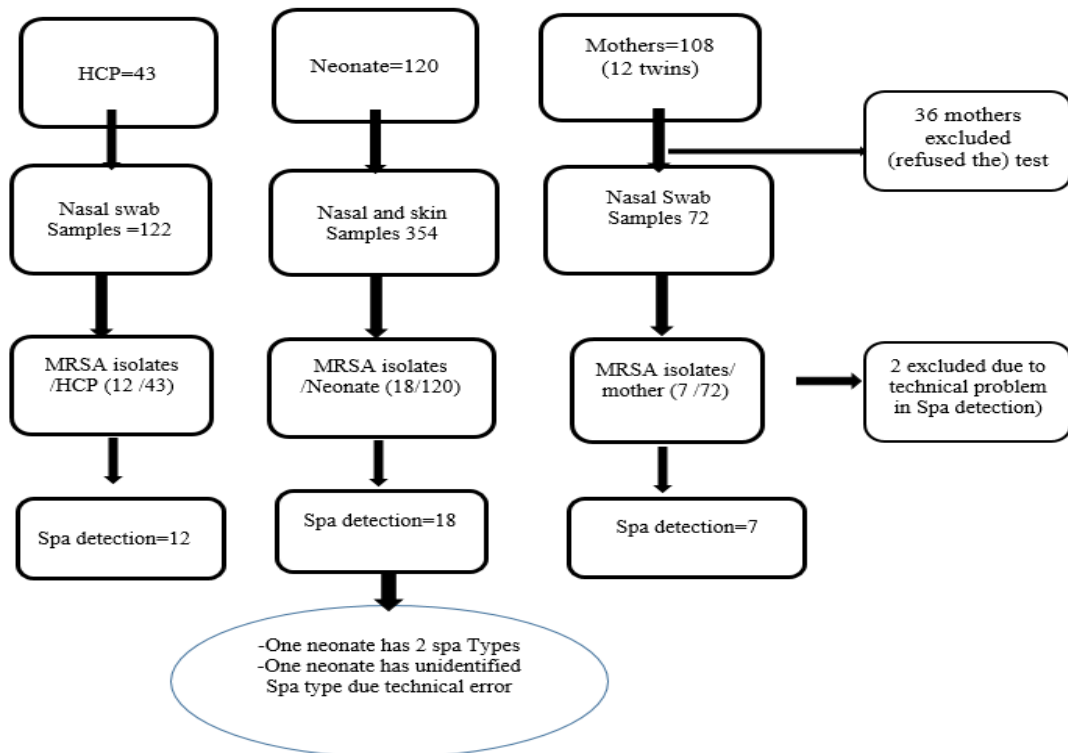 HCP=43
Neonate=120
Mothers=108
(12 twins)
36 mothers
excluded
(refused the) test
Nasal swab
Samples =122
Nasal and skin
Samples 354
Nasal Swab
Samples 72
MRSA isolates
/HCP (12 /43)
MRSA isolates
/Neonate (18/120)
MRSA isolates/
mother (7 /72)
2 excluded due to
technical problem
in Spa detection)
Spa detection=12
Spa detection=18
Spa detection=7
-One neonate has 2 spa Types
-One neonate has unidentified
Spa type due technical error